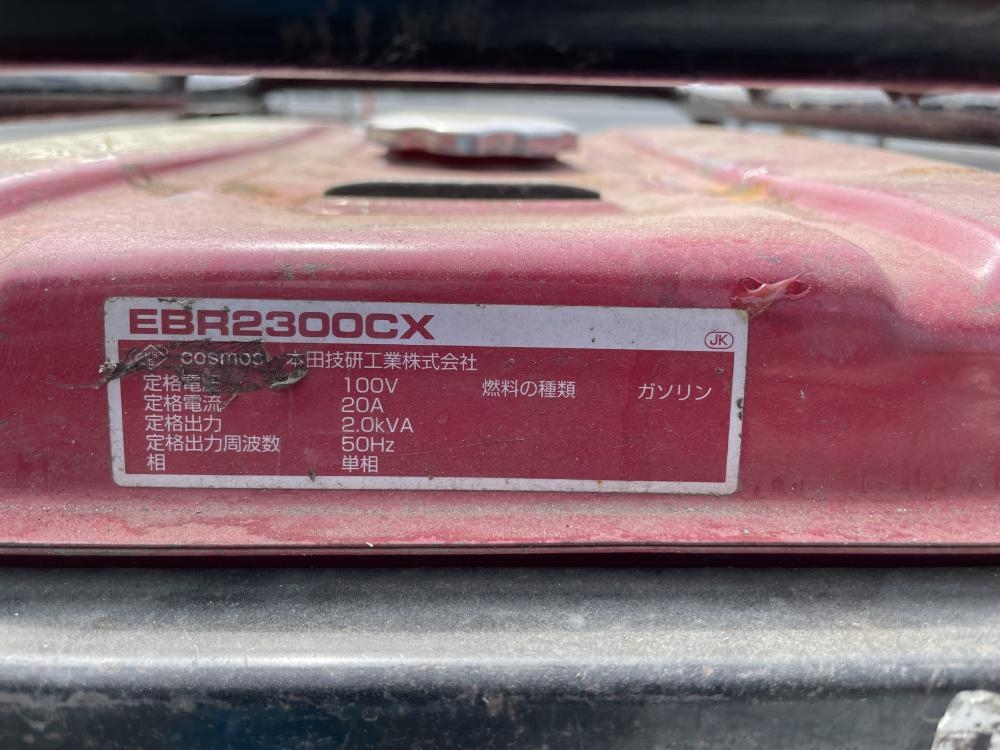 EBR2300CX
JK
cosmos 本田技研工業株式会社
定格電圧 100V 燃料の種類 ガソリン
定格電流 20A
定格出力 2.0kVA
定格出力周波数 50Hz
相 単相